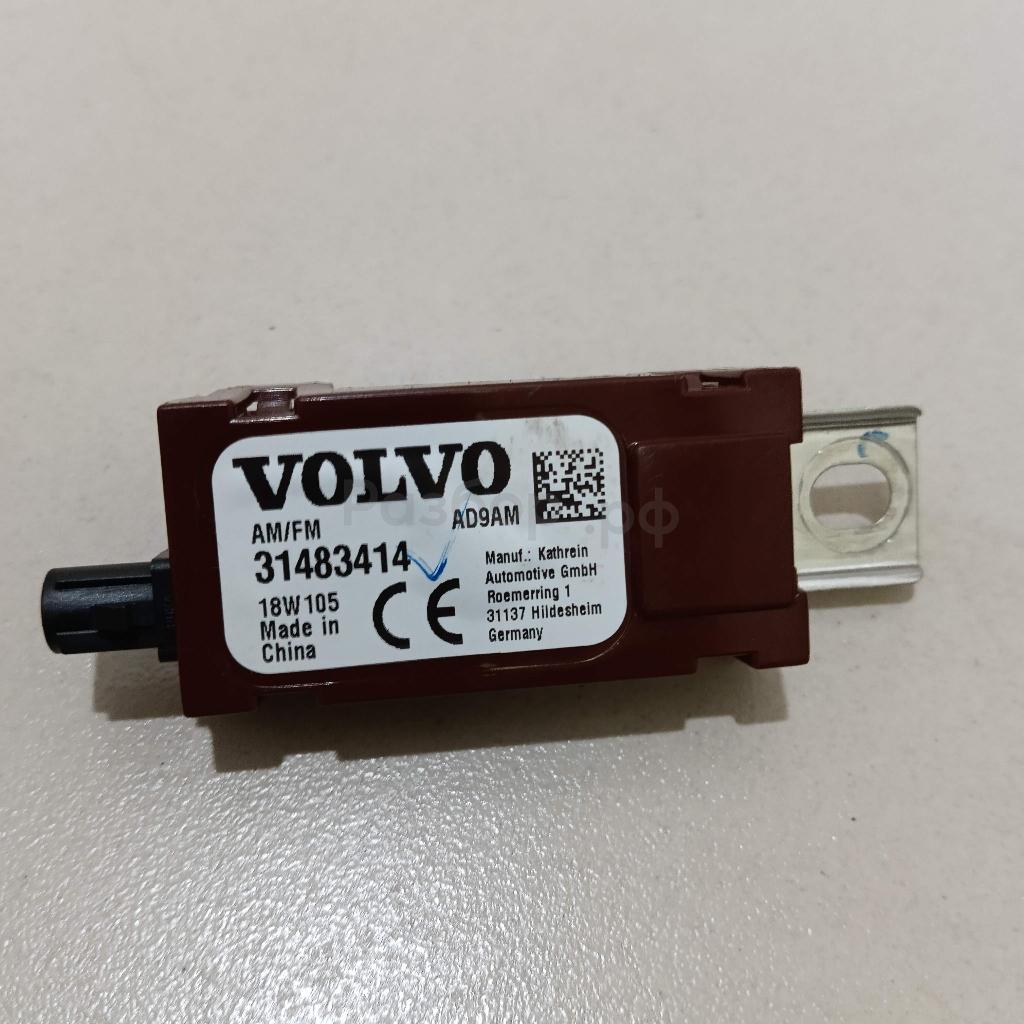 VOLVO
AM/FM AD9AM
31483414
18W105
Made in
China
CE
Manuf.: Kathrein
Automotive GmbH
Roemerring 1
31137 Hildesheim
Germany
Разбор.рф